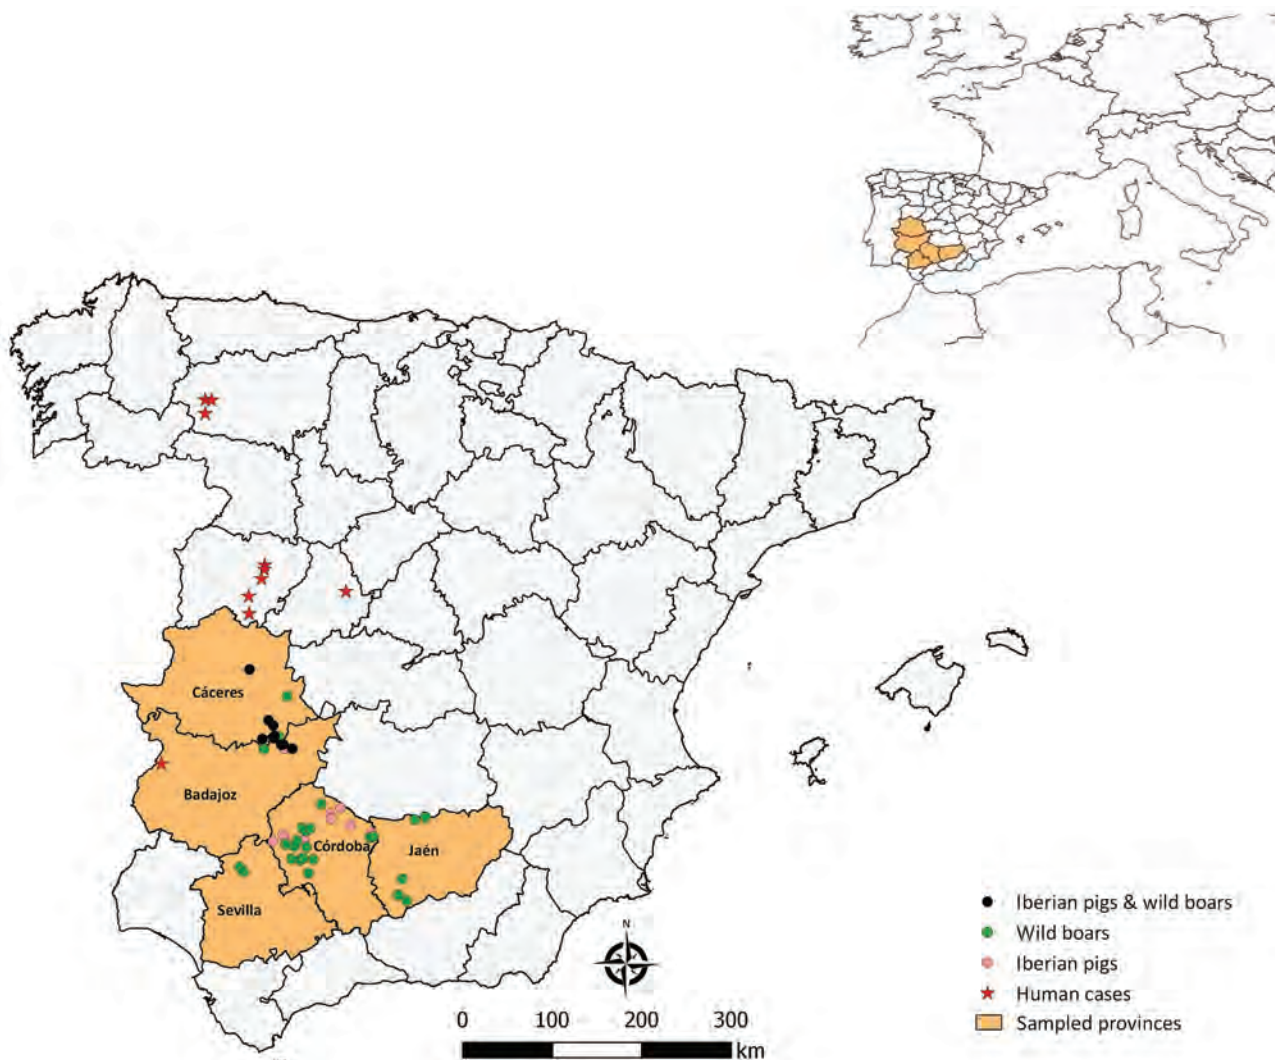 Cáceres
Badajoz
Córdoba
Jaén
Sevilla
Iberian pigs & wild boars
Wild boars
Iberian pigs
Human cases
Sampled provinces
N
0 100 200 300
km